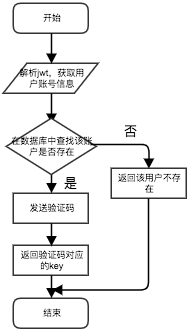 开始
解析jwt，获取用
户账号信息
在数据库中查找该账
户是否存在
否
是
返回该用户不存
在
发送验证码
返回验证码对应
的key
结束